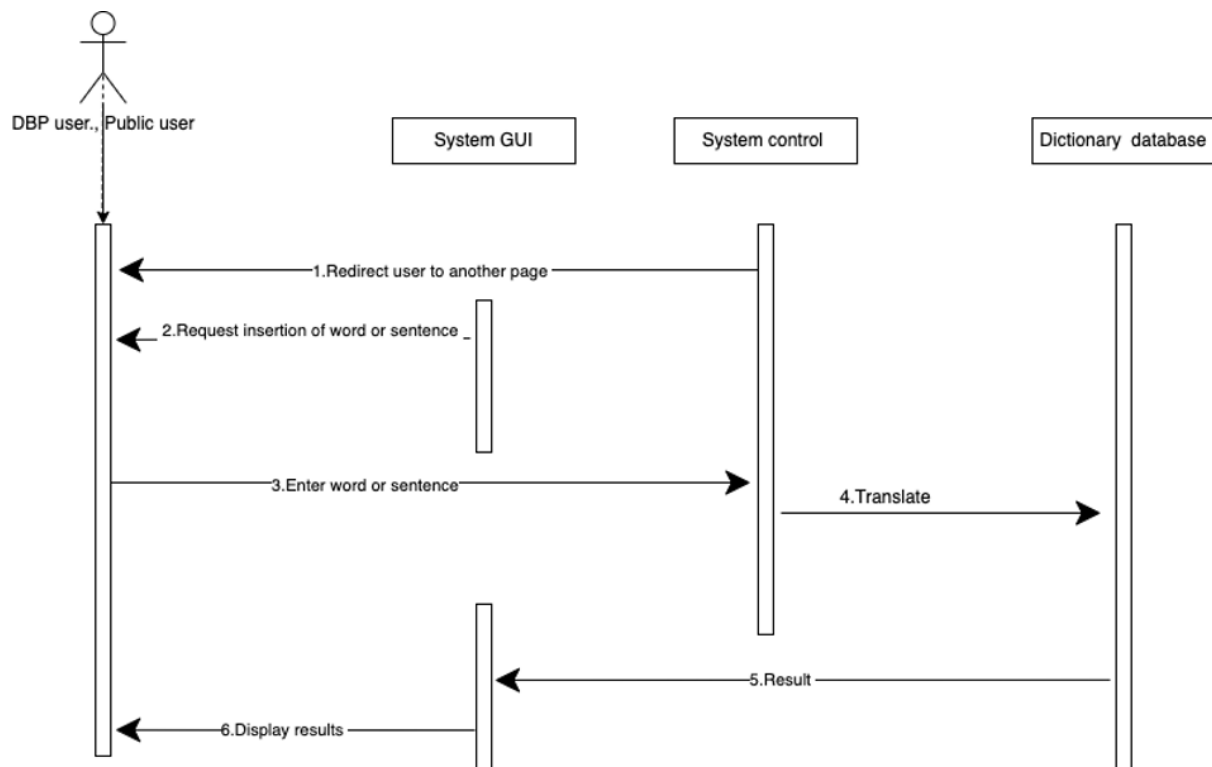 DBP user., Public user
System GUI
System control
Dictionary database
1.Redirect user to another page
2.Request insertion of word or sentence
3.Enter word or sentence
4.Translate
5.Result
6.Display results